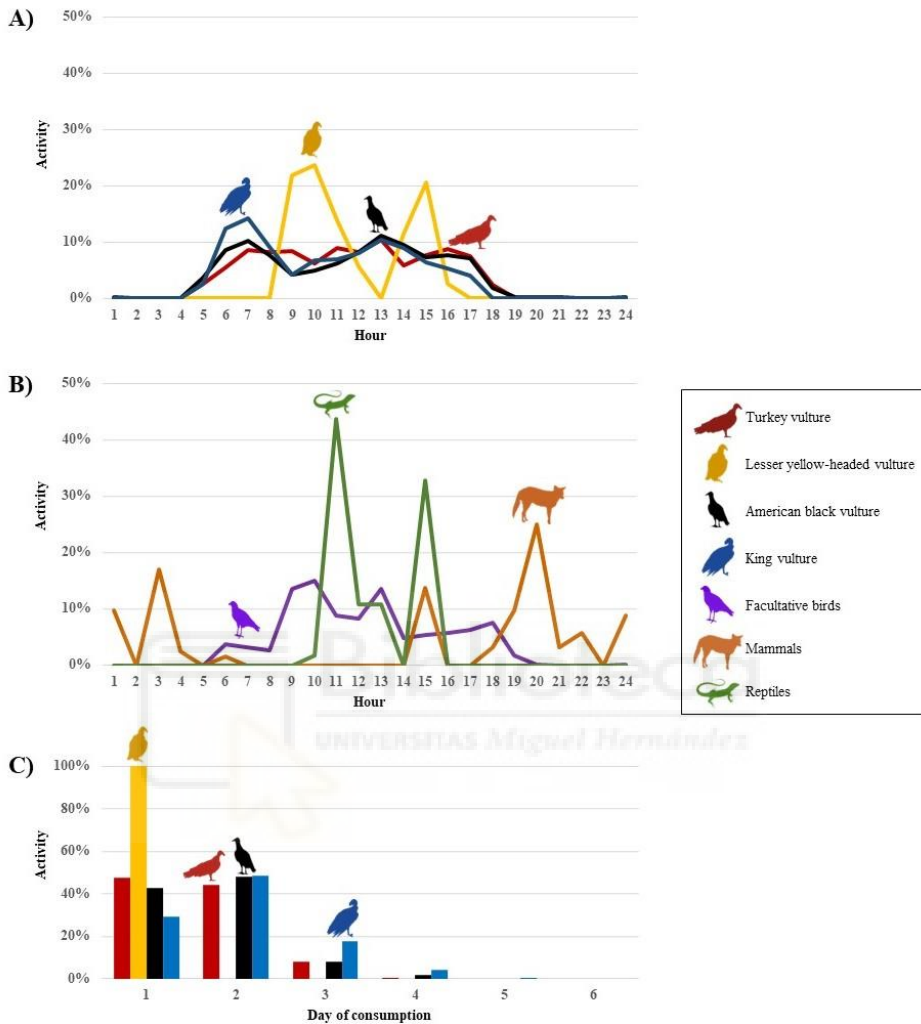 A)
50%
40%
30%
20%
10%
0%
Activity
1 2 3 4 5 6 7 8 9 10 11 12 13 14 15 16 17 18 19 20 21 22 23 24
Hour
B)
50%
40%
30%
20%
10%
0%
Activity
1 2 3 4 5 6 7 8 9 10 11 12 13 14 15 16 17 18 19 20 21 22 23 24
Hour
Turkey vulture
Lesser yellow-headed vulture
American black vulture
King vulture
Facultative birds
Mammals
Reptiles
Biblioteca
UNIVERSITAS Miguel Hernández
C)
100%
80%
60%
40%
20%
0%
Activity
1 2 3 4 5 6
Day of consumption